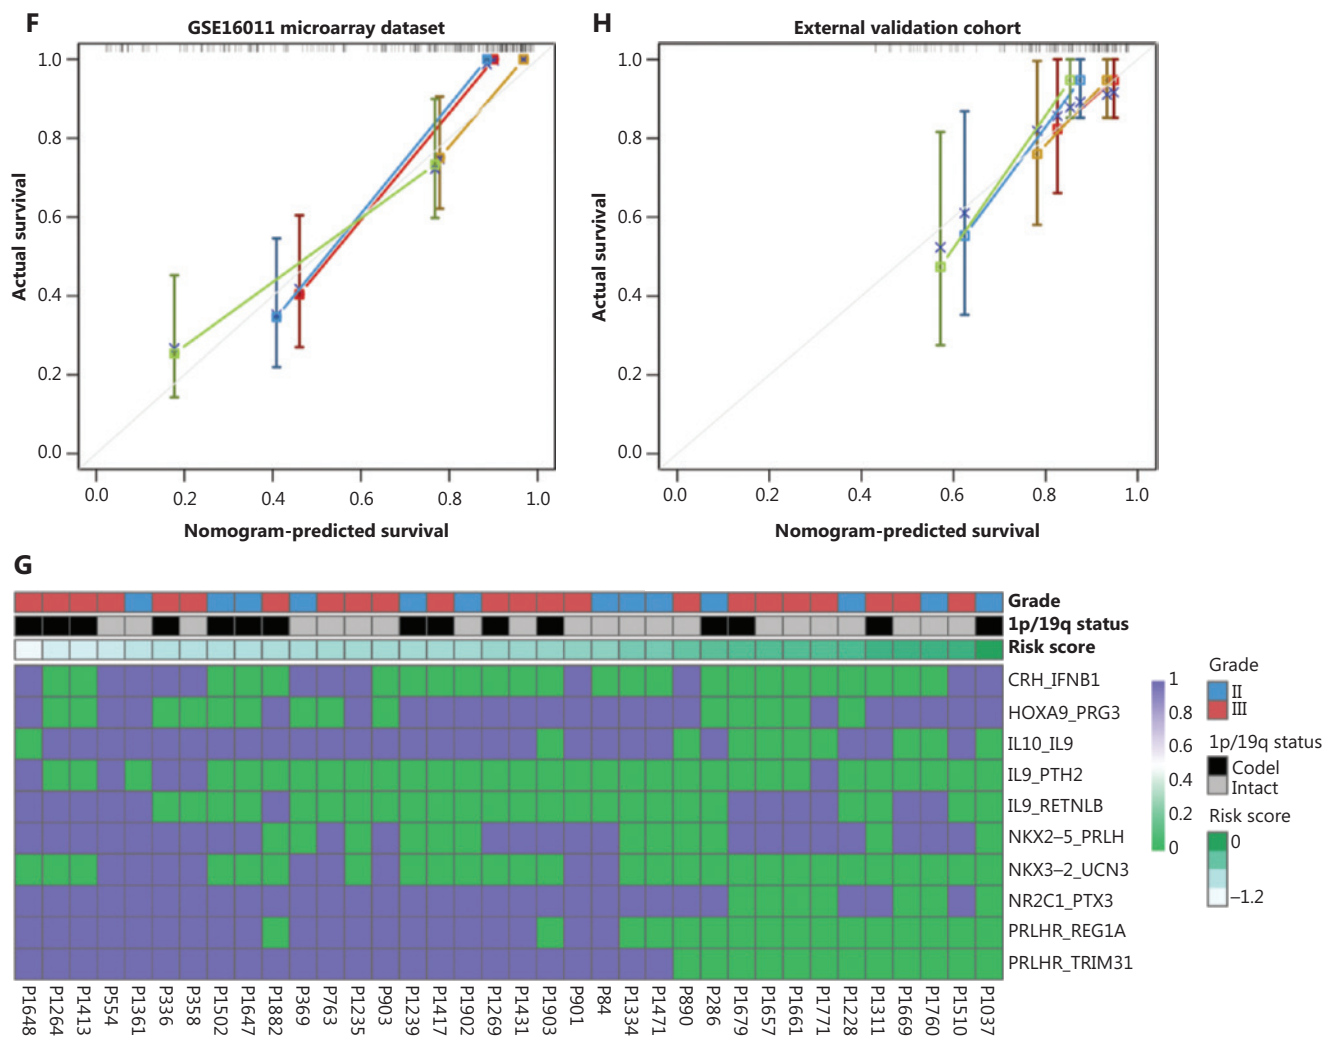 F
GSE16011 microarray dataset
1.0
0.8
0.6
0.4
0.2
0.0
Actual survival
0.0 0.2 0.4 0.6 0.8 1.0
Nomogram-predicted survival
H
External validation cohort
1.0
0.8
0.6
0.4
0.2
0.0
Actual survival
0.0 0.2 0.4 0.6 0.8 1.0
Nomogram-predicted survival
G
Grade
1p/19q status
Risk score
CRH_IFNB1
HOXA9_PRG3
IL10_IL9
IL9_PTH2
IL9_RETNLB
NKX2–5_PRLH
NKX3–2_UCN3
NR2C1_PTX3
PRLHR_REG1A
PRLHR_TRIM31
1
0.8
0.6
0.4
0.2
0
Grade
II
III
1p/19q status
Codel
Intact
Risk score
0
–1.2
P1648
P1264
P1413
P554
P1361
P336
P358
P1502
P1647
P1882
P369
P763
P1235
P903
P1239
P1417
P1902
P1269
P1431
P1903
P901
P84
P1334
P1471
P890
P286
P1679
P1657
P1661
P1771
P1228
P1311
P1669
P1760
P1510
P1037